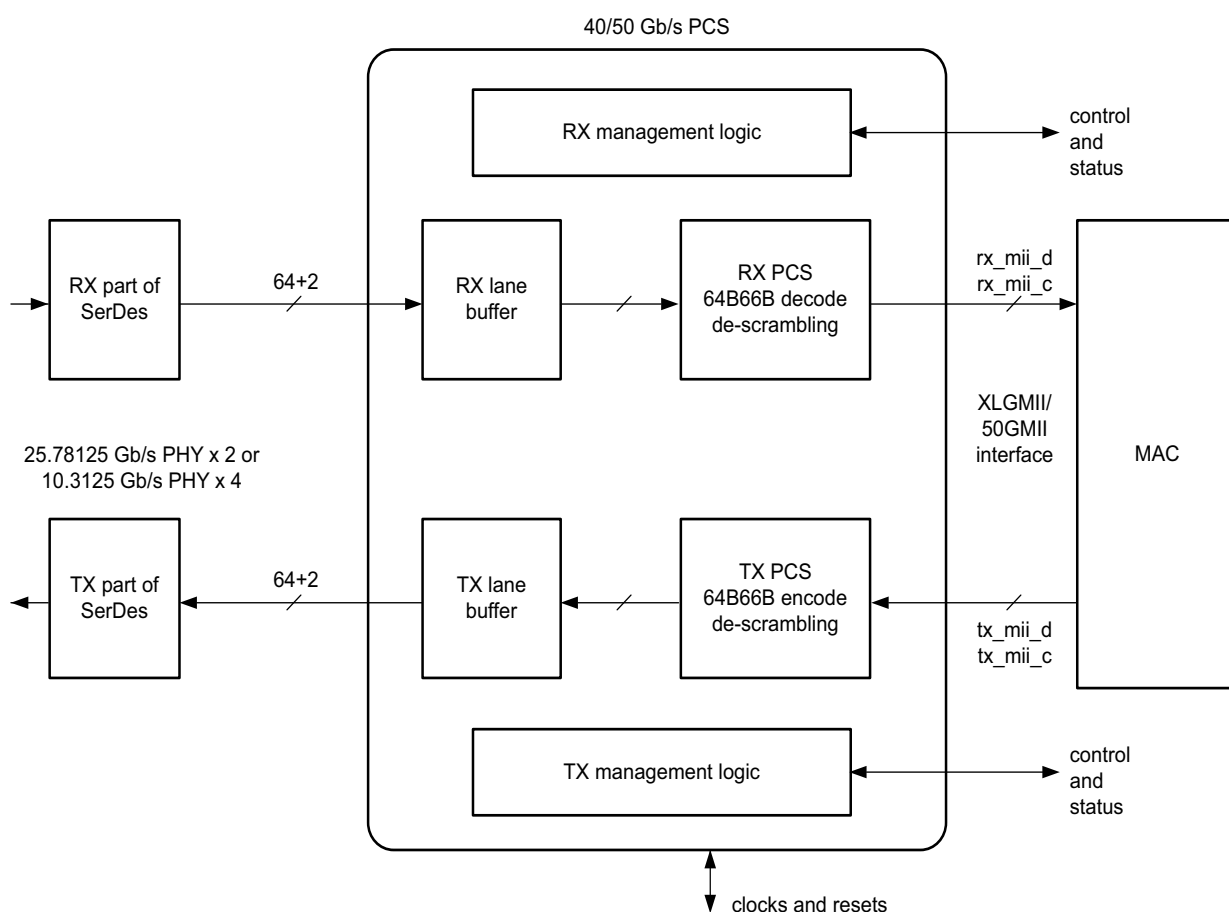 40/50 Gb/s PCS
RX management logic
control
and
status
RX part of
SerDes
64+2
RX lane
buffer
RX PCS
64B66B decode
de-scrambling
rx_mii_d
rx_mii_c
XLGMII/
50GMII
interface
MAC
25.78125 Gb/s PHY x 2 or
10.3125 Gb/s PHY x 4
TX part of
SerDes
64+2
TX lane
buffer
TX PCS
64B66B encode
de-scrambling
tx_mii_d
tx_mii_c
TX management logic
control
and
status
clocks and resets